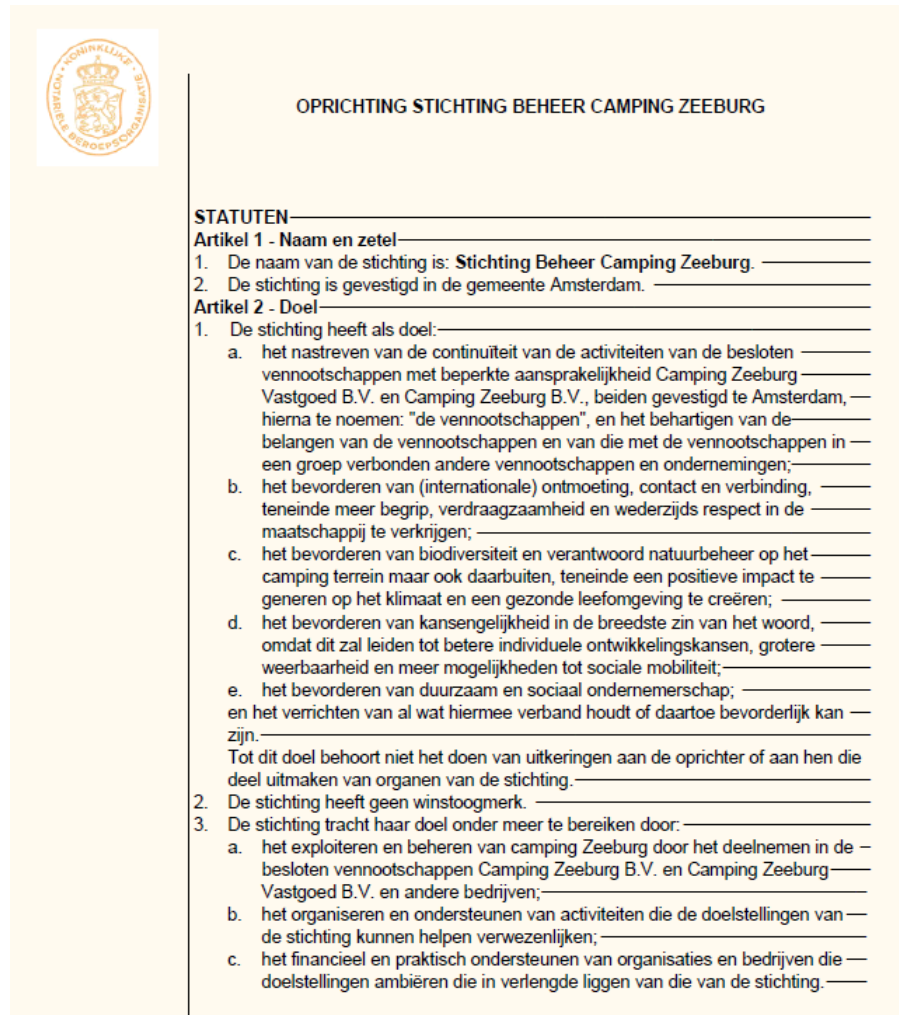 KONINKLIJKE NOTARIËLE BEROEPSORGANISATIE
OPRICHTING STICHTING BEHEER CAMPING ZEEBURG
STATUTEN
Artikel 1 - Naam en zetel
1. De naam van de stichting is: Stichting Beheer Camping Zeeburg.
2. De stichting is gevestigd in de gemeente Amsterdam.
Artikel 2 - Doel
1. De stichting heeft als doel:
a. het nastreven van de continuïteit van de activiteiten van de besloten
vennootschappen met beperkte aansprakelijkheid Camping Zeeburg
Vastgoed B.V. en Camping Zeeburg B.V., beiden gevestigd te Amsterdam,
hierna te noemen: "de vennootschappen", en het behartigen van de
belangen van de vennootschappen en van die met de vennootschappen in
een groep verbonden andere vennootschappen en ondernemingen;
b. het bevorderen van (internationale) ontmoeting, contact en verbinding,
teneinde meer begrip, verdraagzaamheid en wederzijds respect in de
maatschappij te verkrijgen;
c. het bevorderen van biodiversiteit en verantwoord natuurbeheer op het
camping terrein maar ook daarbuiten, teneinde een positieve impact te
generen op het klimaat en een gezonde leefomgeving te creëren;
d. het bevorderen van kansengelijkheid in de breedste zin van het woord,
omdat dit zal leiden tot betere individuele ontwikkelingskansen, grotere
weerbaarheid en meer mogelijkheden tot sociale mobiliteit;
e. het bevorderen van duurzaam en sociaal ondernemerschap;
en het verrichten van al wat hiermee verband houdt of daartoe bevorderlijk kan
zijn.
Tot dit doel behoort niet het doen van uitkeringen aan de oprichter of aan hen die
deel uitmaken van organen van de stichting.
2. De stichting heeft geen winstoogmerk.
3. De stichting tracht haar doel onder meer te bereiken door:
a. het exploiteren en beheren van camping Zeeburg door het deelnemen in de
besloten vennootschappen Camping Zeeburg B.V. en Camping Zeeburg
Vastgoed B.V. en andere bedrijven;
b. het organiseren en ondersteunen van activiteiten die de doelstellingen van
de stichting kunnen helpen verwezenlijken;
c. het financieel en praktisch ondersteunen van organisaties en bedrijven die
doelstellingen ambiëren die in verlengde liggen van die van de stichting.